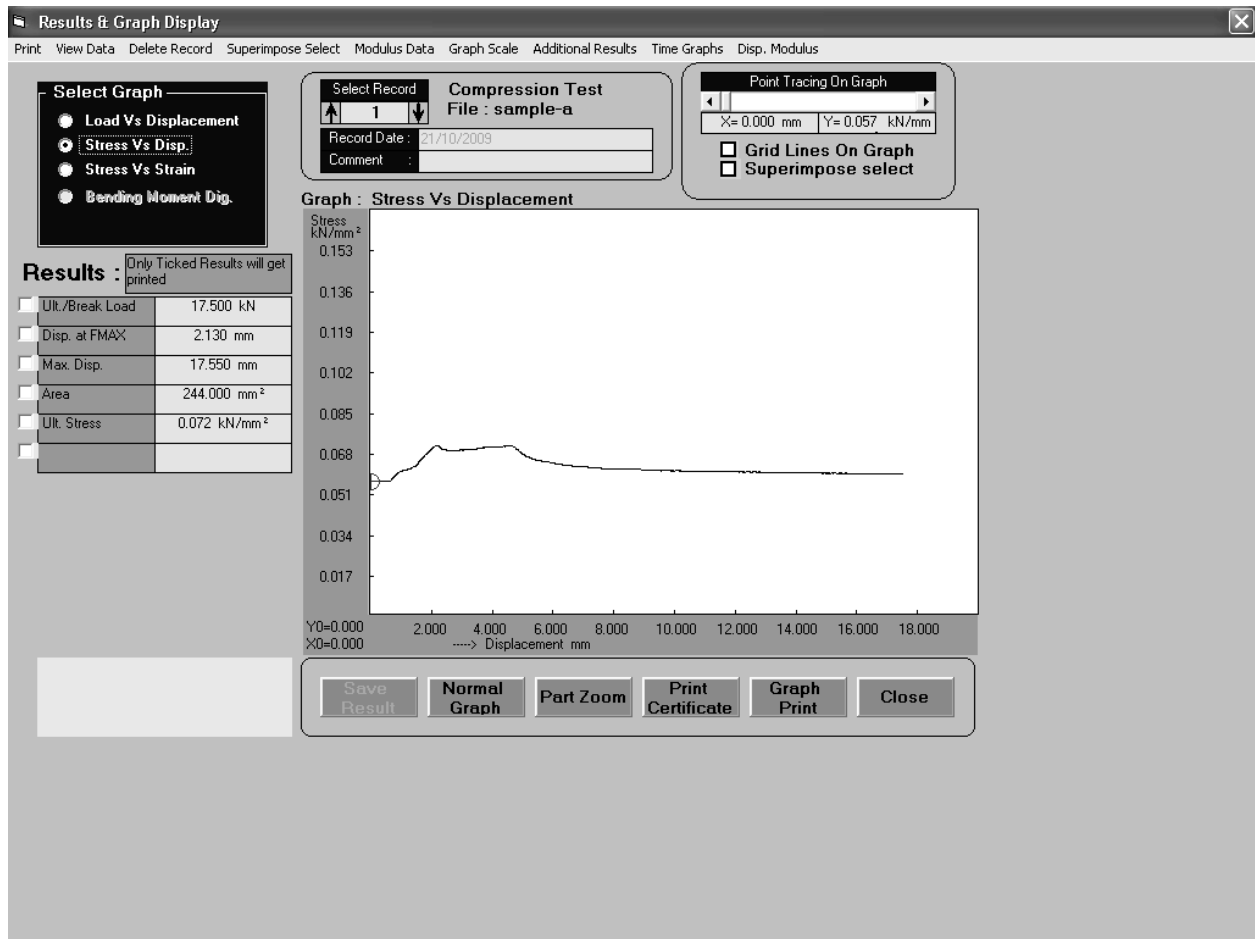 Results & Graph Display
Print View Data Delete Record Superimpose Select Modulus Data Graph Scale Additional Results Time Graphs Disp. Modulus
Select Graph
Load Vs Displacement
Stress Vs Disp.
Stress Vs Strain
Bending Moment Dig.
Select Record
1
Compression Test
File : sample-a
Record Date : 21/10/2009
Comment :
Point Tracing On Graph
X= 0.000 mm Y= 0.057 kN/mm
Grid Lines On Graph
Superimpose select
Results : Only Ticked Results will get
printed
Ult./Break Load 17.500 kN
Disp. at FMAX 2.130 mm
Max. Disp. 17.550 mm
Area 244.000 mm²
Ult. Stress 0.072 kN/mm²
Graph : Stress Vs Displacement
Stress
kN/mm²
0.153
0.136
0.119
0.102
0.085
0.068
0.051
0.034
0.017
Y0=0.000
X0=0.000
2.000 4.000 6.000 8.000 10.000 12.000 14.000 16.000 18.000
----> Displacement mm
Save
Result
Normal
Graph
Part Zoom
Print
Certificate
Graph
Print
Close